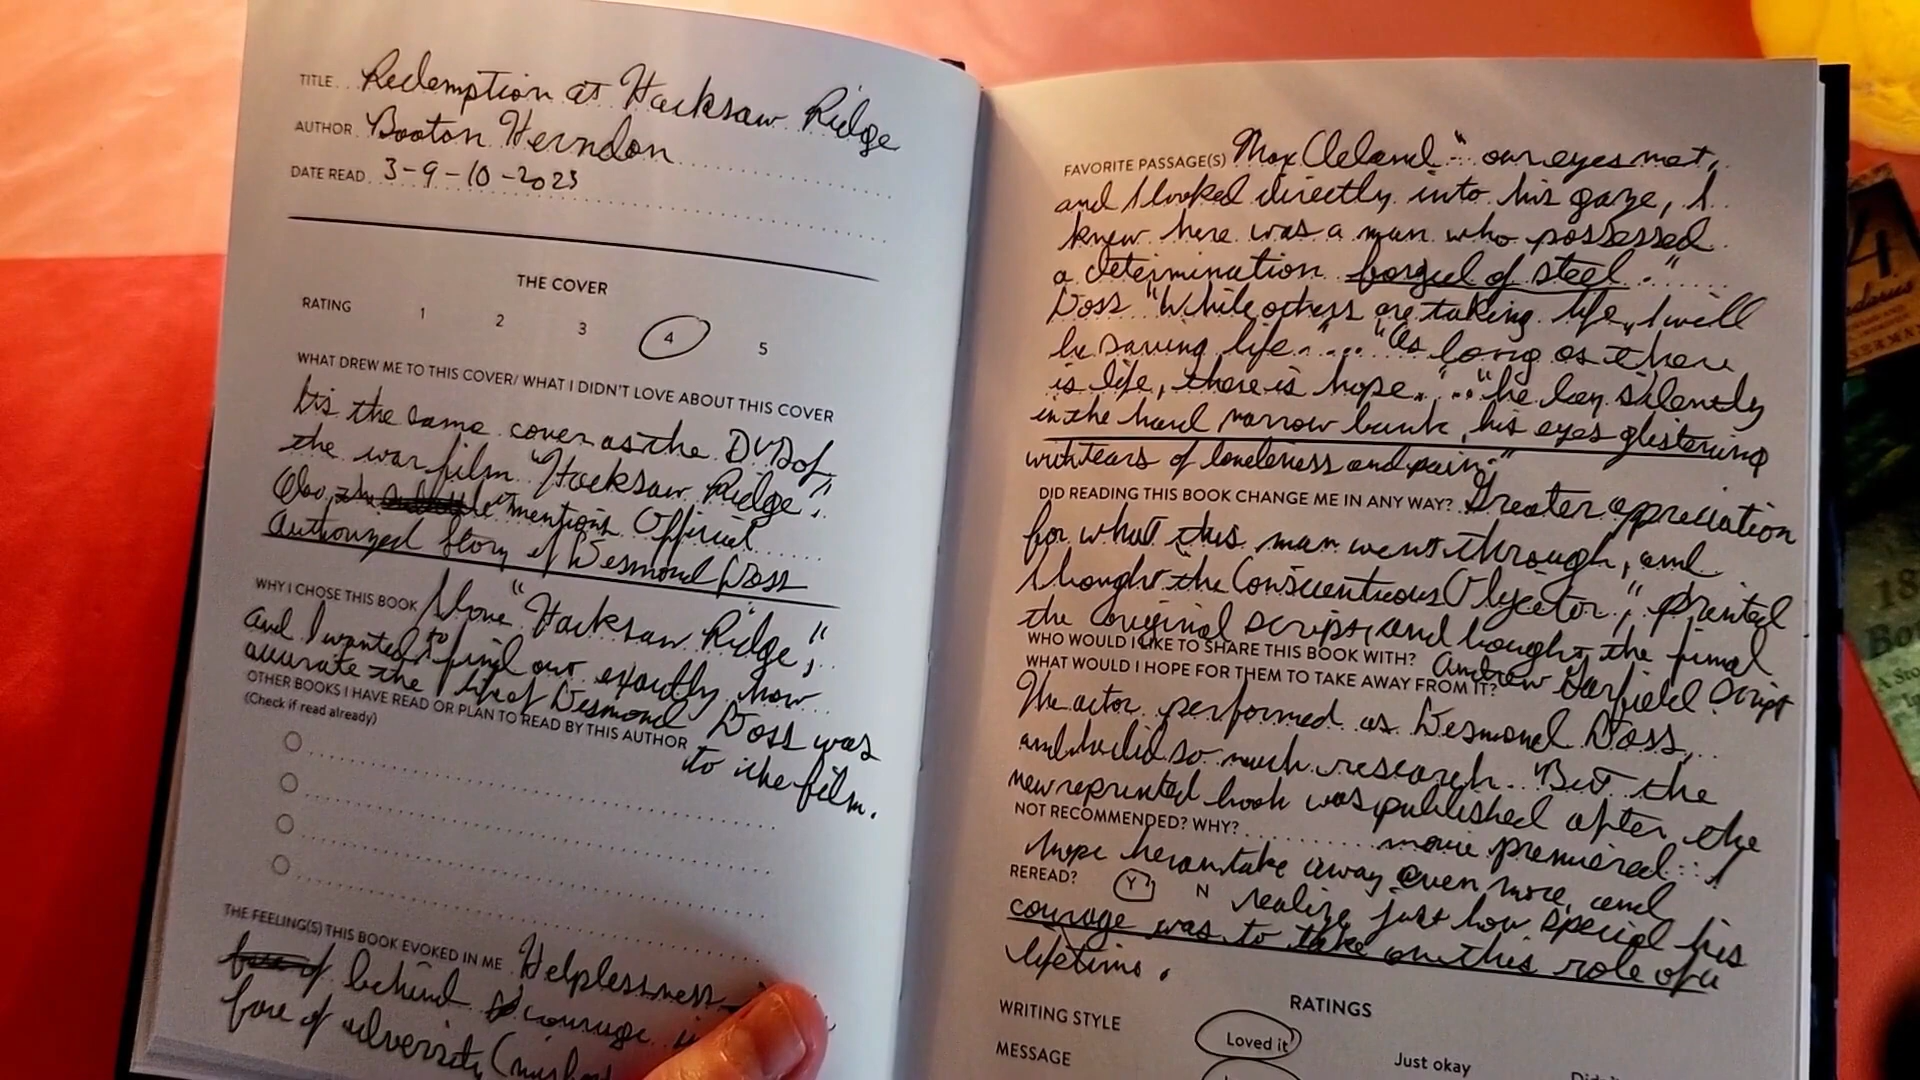 TITLE Redemption at Hacksaw Ridge
AUTHOR Booton Herndon
DATE READ 3-9-10-2023
THE COVER
RATING 1 2 3 4 5
WHAT DREW ME TO THIS COVER/ WHAT I DIDN'T LOVE ABOUT THIS COVER
It's the same cover as the DVD of
the war film "Hacksaw Ridge".
Also it mentions Official
Authorized Story of Desmond Doss
WHY I CHOSE THIS BOOK I love "Hacksaw Ridge,"
and I wanted to find out exactly how
accurate the life of Desmond Doss was
to the film.
OTHER BOOKS I HAVE READ OR PLAN TO READ BY THIS AUTHOR
(Check if read already)
THE FEELING(S) THIS BOOK EVOKED IN ME Helplessness
behind courage
face of adversity
FAVORITE PASSAGE(S) Max Cleland "our eyes met,
and I looked directly into his gaze, I
knew here was a man who possessed
a determination forged of steel."
Doss "While others are taking life, I will
be saving life..." "As long as there
is life, there is hope."..."he lay silently
in the hard narrow bunk, his eyes glistening
with tears of loneliness and pain."
DID READING THIS BOOK CHANGE ME IN ANY WAY? Greater appreciation
for what this man went through, and
I bought the Conscientious Objector," printed
the original script, and bought the final
script
WHO WOULD I LIKE TO SHARE THIS BOOK WITH? Andrew Garfield
WHAT WOULD I HOPE FOR THEM TO TAKE AWAY FROM IT?
The actor performed as Desmond Doss,
and he did so much research. But the
new reprinted book was published after the
movie premiered. I
NOT RECOMMENDED? WHY?
hope he can take away even more, and
REREAD? Y N realize just how special his
courage was to take on this role of a
lifetime.
RATINGS
WRITING STYLE Loved it Just okay
MESSAGE